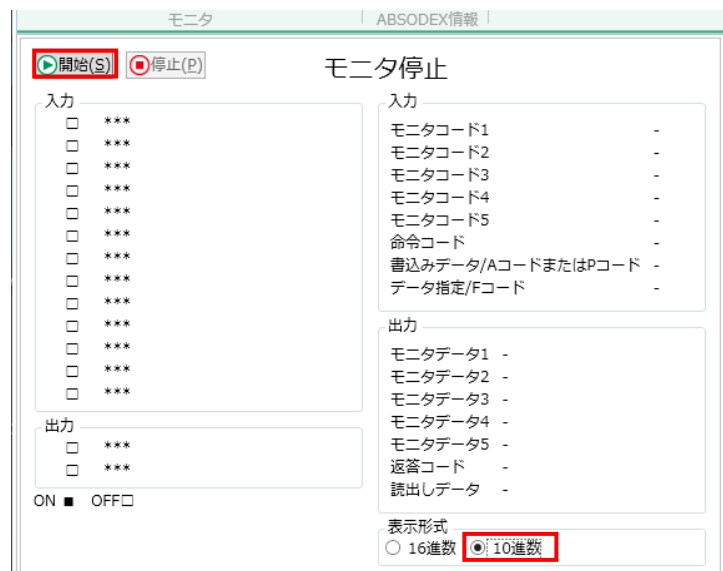 モニタ
ABSODEX情報
開始(S)
停止(P)
モニタ停止
入力
□ ***
□ ***
□ ***
□ ***
□ ***
□ ***
□ ***
□ ***
□ ***
□ ***
□ ***
□ ***
□ ***
出力
□ ***
□ ***
ON ■ OFF□
入力
モニタコード1 -
モニタコード2 -
モニタコード3 -
モニタコード4 -
モニタコード5 -
命令コード -
書込みデータ/AコードまたはPコード -
データ指定/Fコード -
出力
モニタデータ1 -
モニタデータ2 -
モニタデータ3 -
モニタデータ4 -
モニタデータ5 -
返答コード -
読出しデータ -
表示形式
16進数
10進数